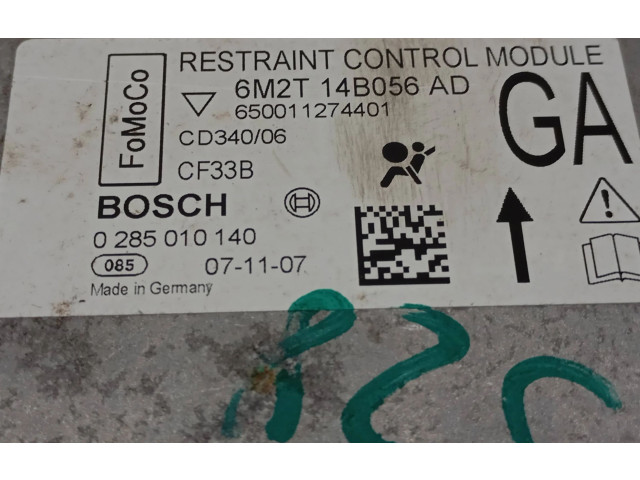 FoMoCo
RESTRAINT CONTROL MODULE
6M2T 14B056 AD
650011274401
CD340/06
CF33B
GA
BOSCH
0 285 010 140
085 07-11-07
Made in Germany